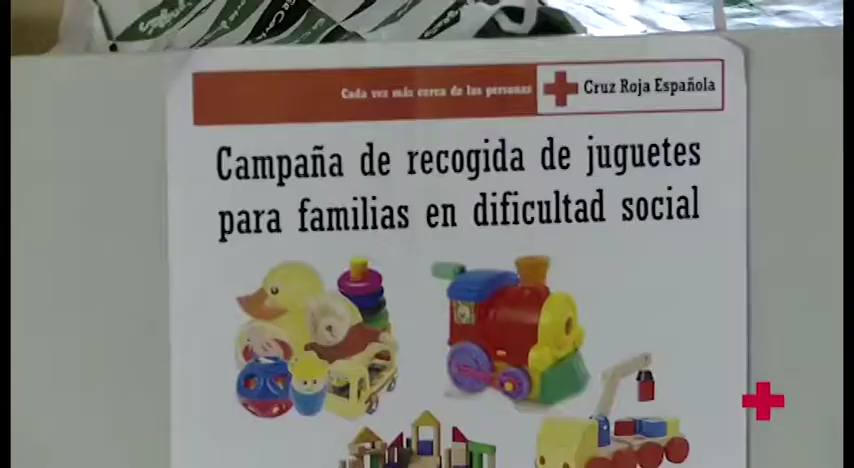 Cada vez más cerca de las personas
Cruz Roja Española
Campaña de recogida de juguetes
para familias en dificultad social